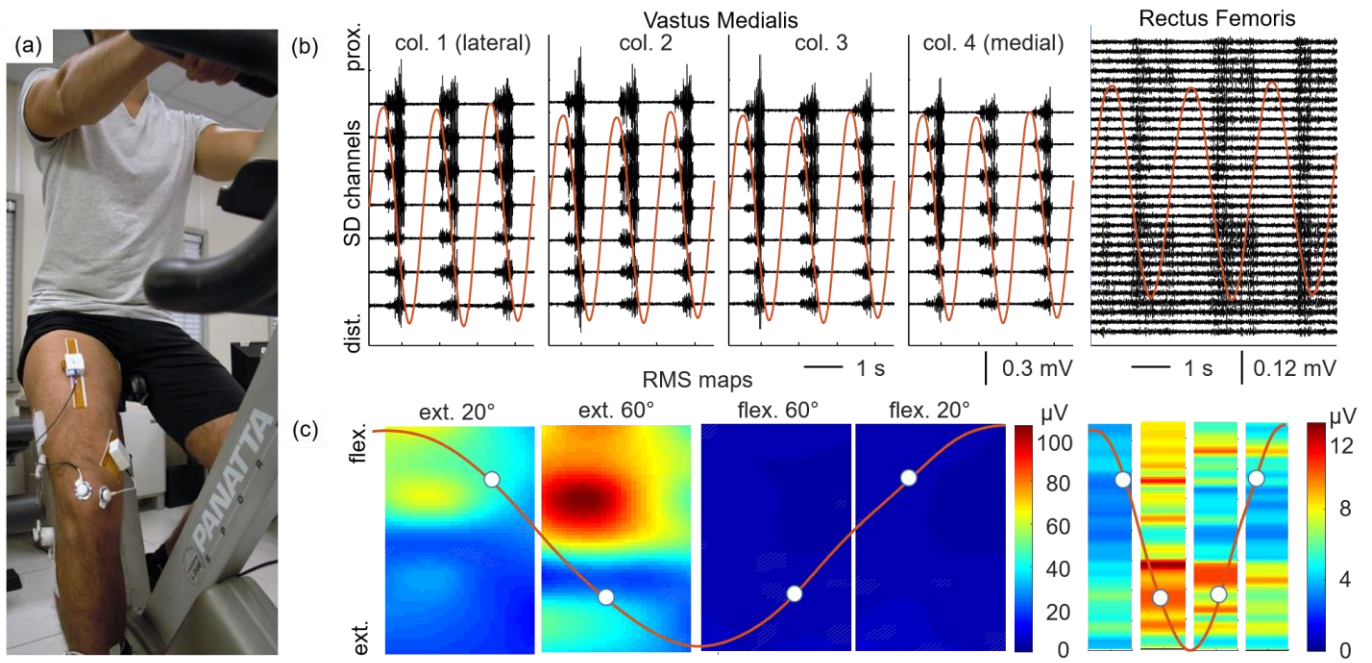 (a)
PANATTA
SPORT
(b)
Vastus Medialis
Rectus Femoris
prox.
SD channels
dist.
col. 1 (lateral)
col. 2
col. 3
col. 4 (medial)
1 s
0.3 mV
1 s
0.12 mV
RMS maps
(c)
flex.
ext.
ext. 20°
ext. 60°
flex. 60°
flex. 20°
µV
100
80
60
40
20
0
µV
12
8
4
0